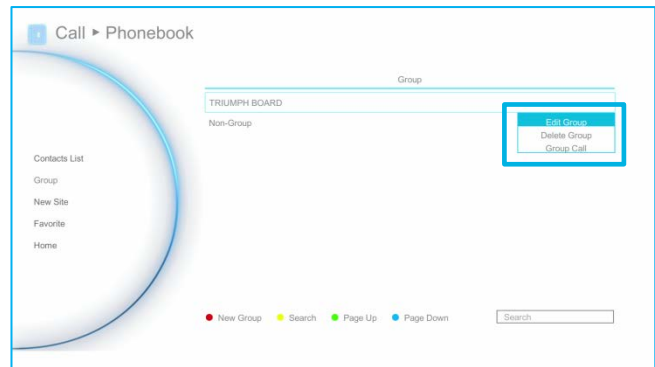 Call ▸ Phonebook
Group
TRIUMPH BOARD
Non-Group
Edit Group
Delete Group
Group Call
Contacts List
Group
New Site
Favorite
Home
New Group Search Page Up Page Down Search